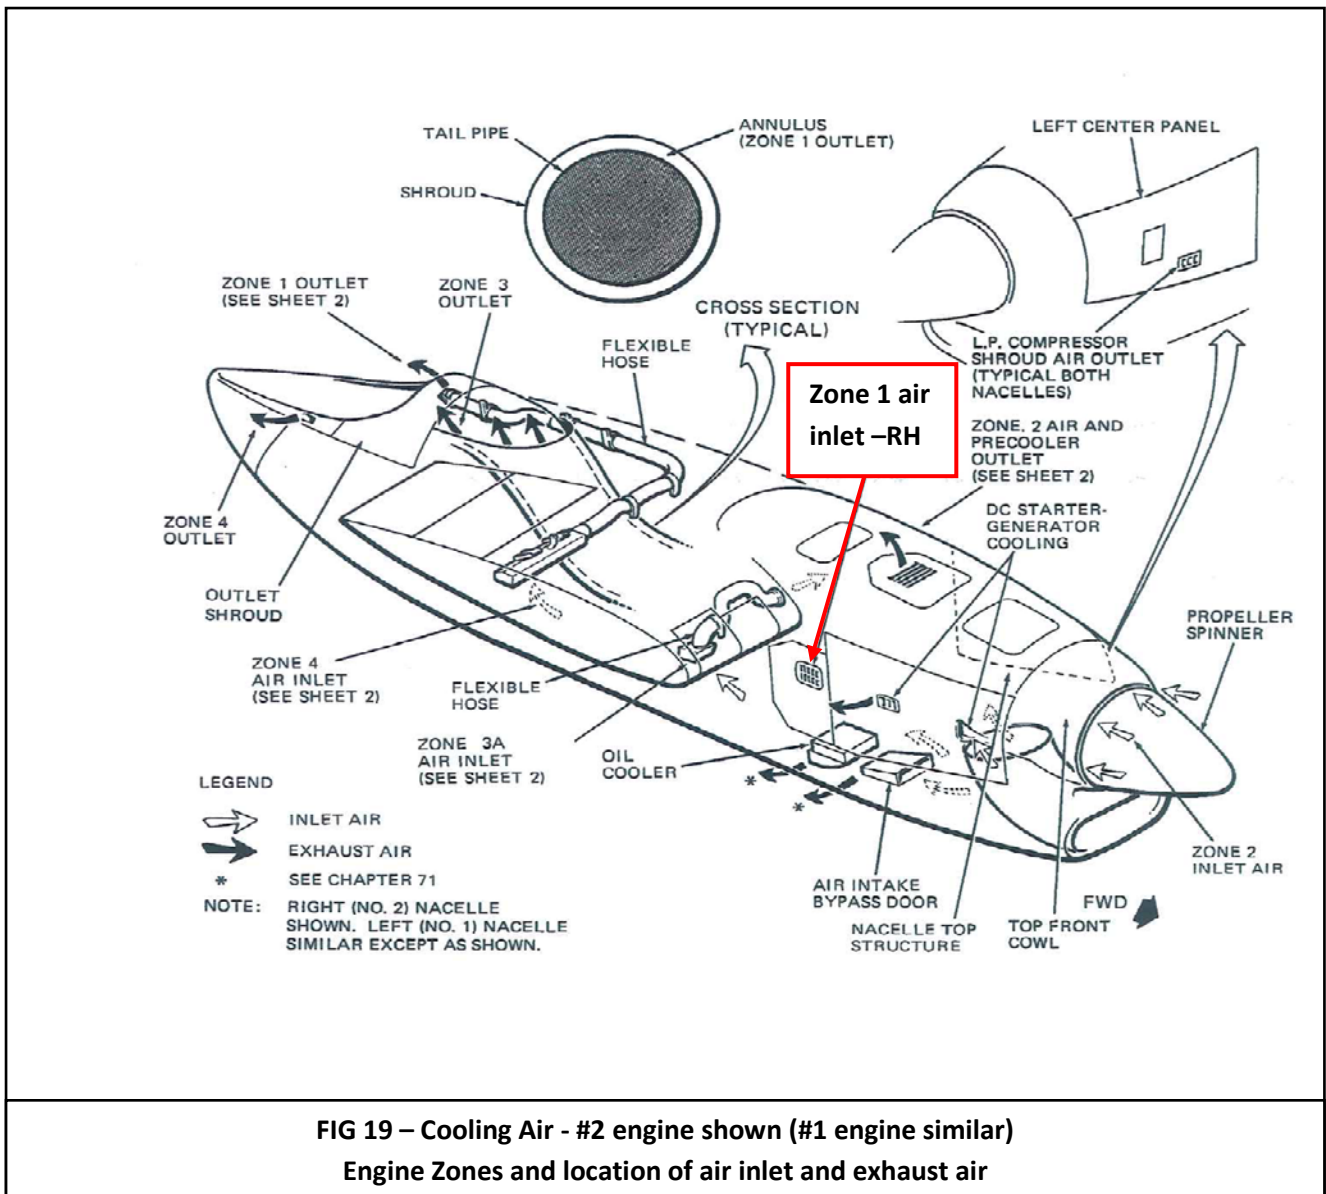 TAIL PIPE
ANNULUS
(ZONE 1 OUTLET)
SHROUD
LEFT CENTER PANEL
ZONE 1 OUTLET
(SEE SHEET 2)
ZONE 3
OUTLET
CROSS SECTION
(TYPICAL)
FLEXIBLE
HOSE
L.P. COMPRESSOR
SHROUD AIR OUTLET
(TYPICAL BOTH
NACELLES)
Zone 1 air
inlet –RH
ZONE. 2 AIR AND
PRECOOLER
OUTLET
(SEE SHEET 2)
DC STARTER-
GENERATOR
COOLING
ZONE 4
OUTLET
OUTLET
SHROUD
PROPELLER
SPINNER
ZONE 4
AIR INLET
(SEE SHEET 2)
FLEXIBLE
HOSE
ZONE 3A
AIR INLET
(SEE SHEET 2)
OIL
COOLER
*
*
LEGEND
INLET AIR
EXHAUST AIR
* SEE CHAPTER 71
NOTE: RIGHT (NO. 2) NACELLE
SHOWN. LEFT (NO. 1) NACELLE
SIMILAR EXCEPT AS SHOWN.
AIR INTAKE
BYPASS DOOR
NACELLE TOP
STRUCTURE
TOP FRONT
COWL
FWD
ZONE 2
INLET AIR
FIG 19 – Cooling Air - #2 engine shown (#1 engine similar)
Engine Zones and location of air inlet and exhaust air